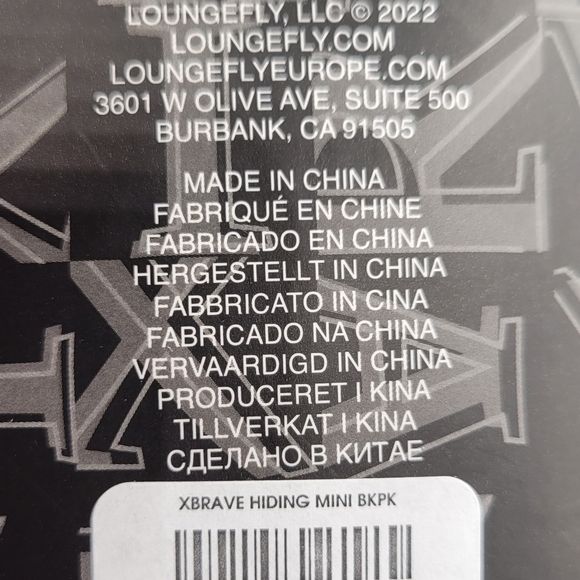 LOUNGEFLY, LLC © 2022
LOUNGEFLY.COM
LOUNGEFLYEUROPE.COM
3601 W OLIVE AVE, SUITE 500
BURBANK, CA 91505
MADE IN CHINA
FABRIQUÉ EN CHINE
FABRICADO EN CHINA
HERGESTELLT IN CHINA
FABBRICATO IN CINA
FABRICADO NA CHINA
VERVAARDIGD IN CHINA
PRODUCERET I KINA
TILLVERKAT I KINA
СДЕЛАНО В КИТАЕ
XBRAVE HIDING MINI BKPK